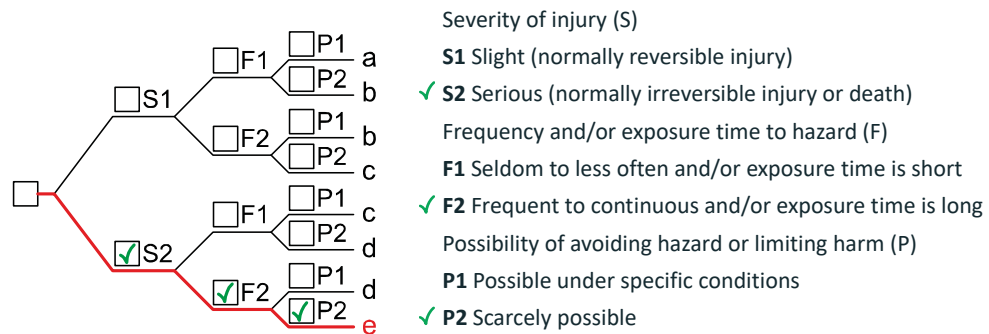 P1
F1
a
P2
b
S1
P1
F2
b
P2
c
P1
F1
c
P2
d
S2
P1
F2
d
P2
e
Severity of injury (S)
S1 Slight (normally reversible injury)
S2 Serious (normally irreversible injury or death)
Frequency and/or exposure time to hazard (F)
F1 Seldom to less often and/or exposure time is short
F2 Frequent to continuous and/or exposure time is long
Possibility of avoiding hazard or limiting harm (P)
P1 Possible under specific conditions
P2 Scarcely possible